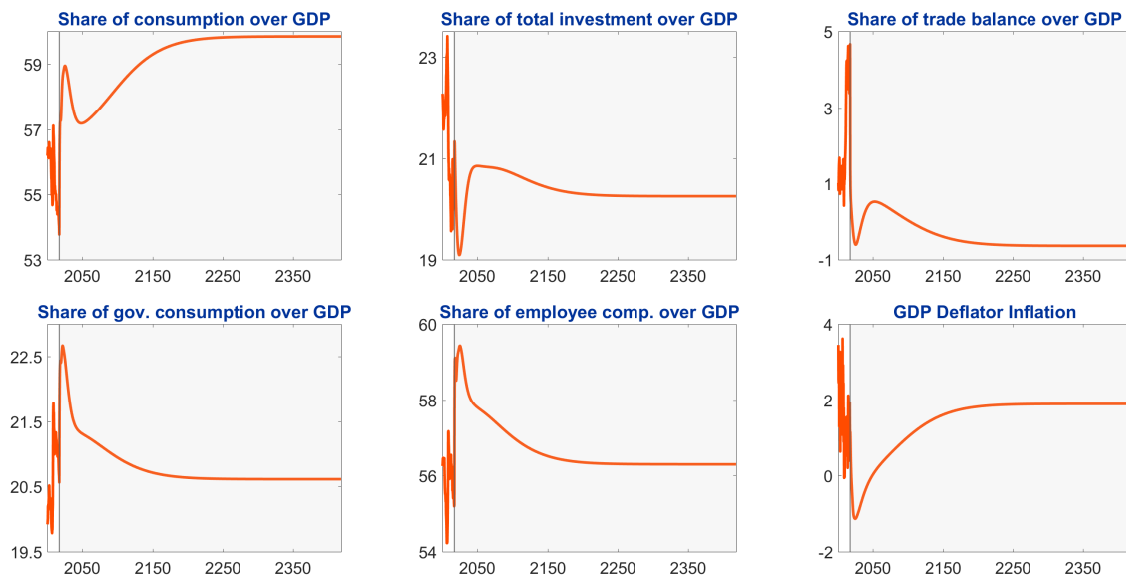 Share of consumption over GDP
Share of total investment over GDP
Share of trade balance over GDP
59
57
55
53
2050 2150 2250 2350
23
21
19
2050 2150 2250 2350
5
3
1
-1
2050 2150 2250 2350
Share of gov. consumption over GDP
Share of employee comp. over GDP
GDP Deflator Inflation
22.5
21.5
20.5
19.5
2050 2150 2250 2350
60
58
56
54
2050 2150 2250 2350
4
2
0
-2
2050 2150 2250 2350